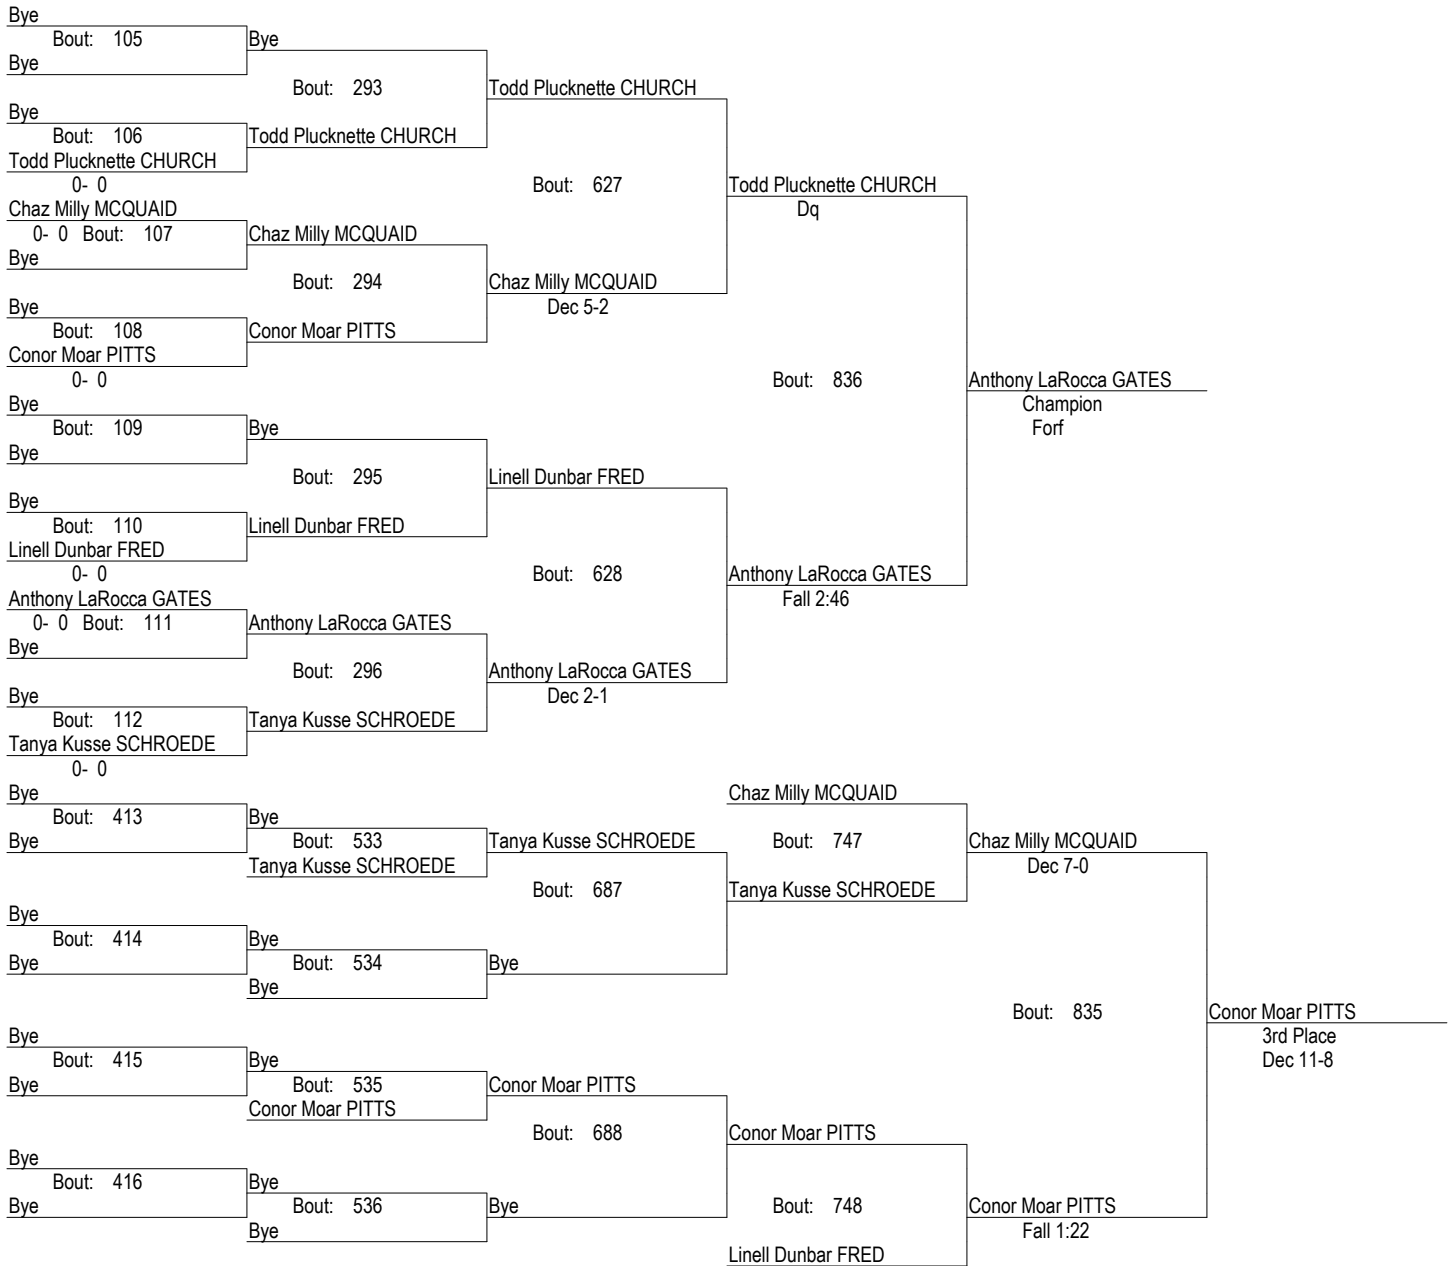 Bye
Bout: 105 Bye
Bye
Bout: 293 Todd Plucknette CHURCH
Bye
Bout: 106 Todd Plucknette CHURCH
Todd Plucknette CHURCH
0- 0 Bout: 627 Todd Plucknette CHURCH
Chaz Milly MCQUAID Dq
0- 0 Bout: 107 Chaz Milly MCQUAID
Bye
Bout: 294 Chaz Milly MCQUAID
Bye Dec 5-2
Bout: 108 Conor Moar PITTS
Conor Moar PITTS
0- 0 Bout: 836 Anthony LaRocca GATES
Bye Champion
Bout: 109 Bye Forf
Bye
Bout: 295 Linell Dunbar FRED
Bye
Bout: 110 Linell Dunbar FRED
Linell Dunbar FRED
0- 0 Bout: 628 Anthony LaRocca GATES
Anthony LaRocca GATES Fall 2:46
0- 0 Bout: 111 Anthony LaRocca GATES
Bye
Bout: 296 Anthony LaRocca GATES
Bye Dec 2-1
Bout: 112 Tanya Kusse SCHROEDE
Tanya Kusse SCHROEDE
0- 0
Bye Chaz Milly MCQUAID
Bout: 413 Bye
Bye Bout: 533 Tanya Kusse SCHROEDE Bout: 747 Chaz Milly MCQUAID
Tanya Kusse SCHROEDE Dec 7-0
Bout: 687 Tanya Kusse SCHROEDE
Bye
Bout: 414 Bye
Bye Bout: 534 Bye
Bye
Bout: 835 Conor Moar PITTS
Bye 3rd Place
Bout: 415 Bye Dec 11-8
Bye Bout: 535 Conor Moar PITTS
Conor Moar PITTS
Bout: 688 Conor Moar PITTS
Bye
Bout: 416 Bye
Bye Bout: 536 Bye Bout: 748 Conor Moar PITTS
Bye Fall 1:22
Linell Dunbar FRED